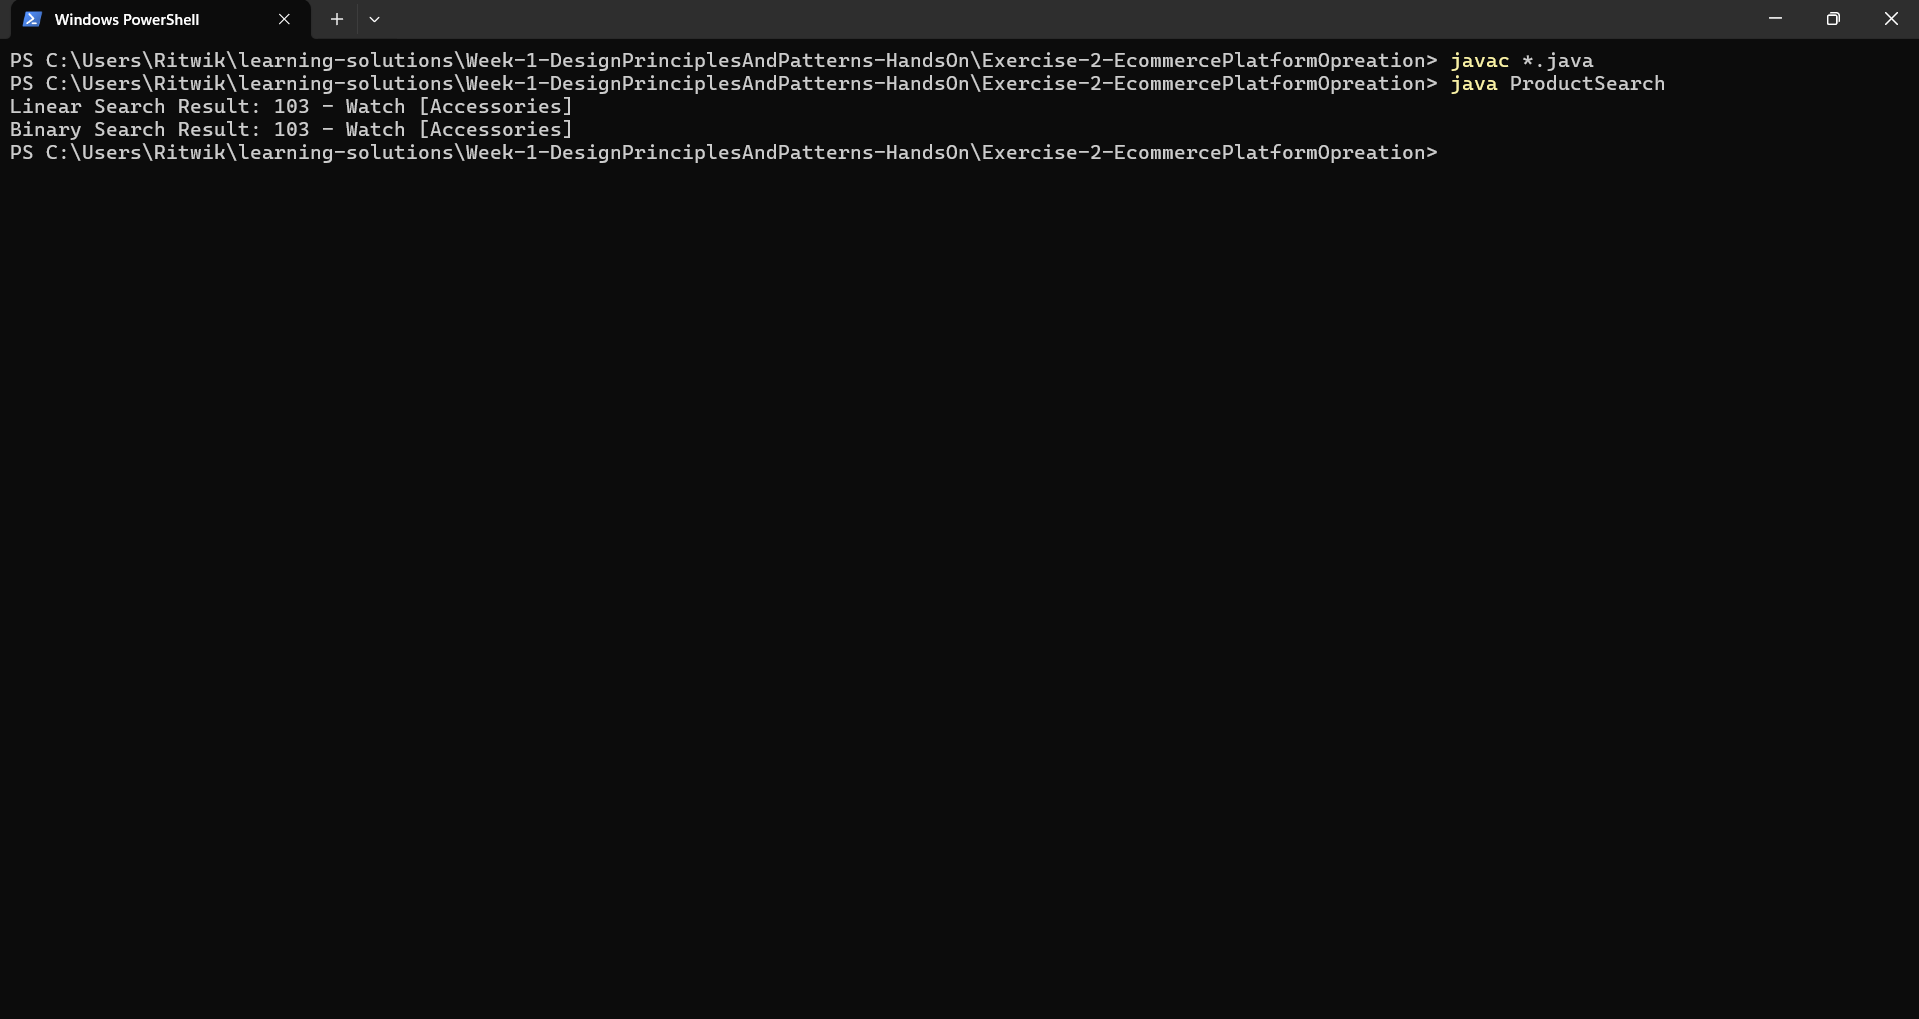 Windows PowerShell
PS C:\Users\Ritwik\learning-solutions\Week-1-DesignPrinciplesAndPatterns-HandsOn\Exercise-2-EcommercePlatformOpreation> javac *.java
PS C:\Users\Ritwik\learning-solutions\Week-1-DesignPrinciplesAndPatterns-HandsOn\Exercise-2-EcommercePlatformOpreation> java ProductSearch
Linear Search Result: 103 - Watch [Accessories]
Binary Search Result: 103 - Watch [Accessories]
PS C:\Users\Ritwik\learning-solutions\Week-1-DesignPrinciplesAndPatterns-HandsOn\Exercise-2-EcommercePlatformOpreation>